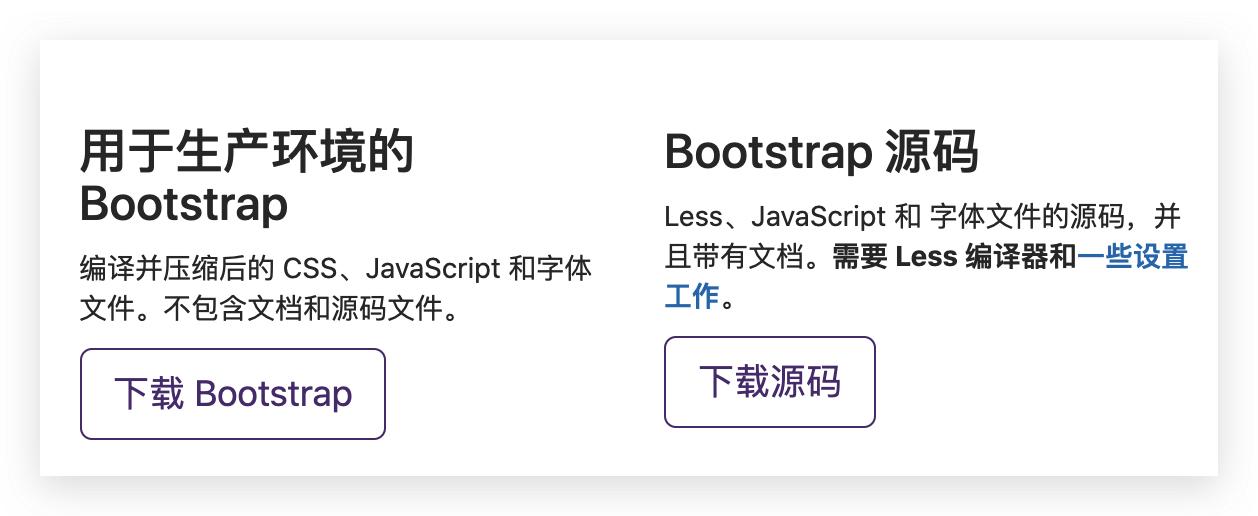 用于生产环境的
Bootstrap
编译并压缩后的 CSS、JavaScript 和字体
文件。不包含文档和源码文件。
下载 Bootstrap
Bootstrap 源码
Less、JavaScript 和 字体文件的源码，并
且带有文档。需要 Less 编译器和一些设置
工作。
下载源码